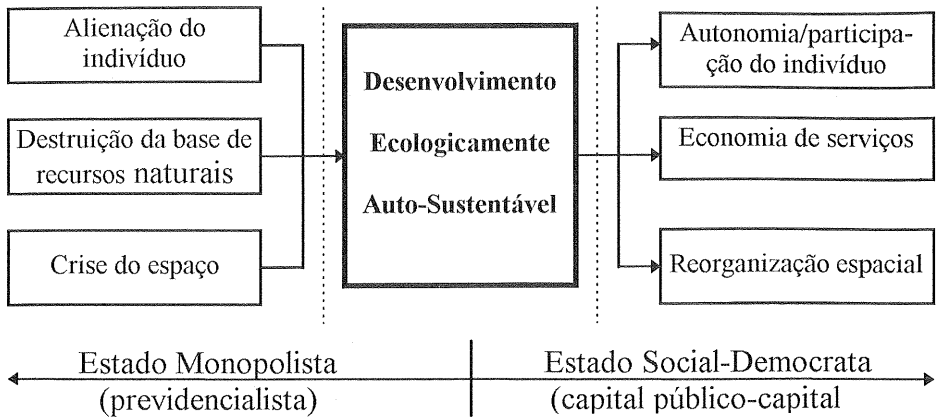 Alienação do
indivíduo
Destruição da base de
recursos naturais
Crise do espaço
Desenvolvimento
Ecologicamente
Auto-Sustentável
Autonomia/participa-
ção do indivíduo
Economia de serviços
Reorganização espacial
Estado Monopolista
(previdencialista)
Estado Social-Democrata
(capital público-capital